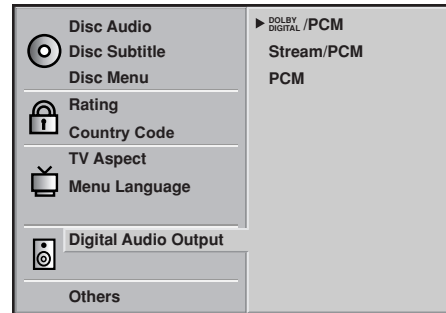 Disc Audio
Disc Subtitle
Disc Menu
Rating
Country Code
TV Aspect
Menu Language
Digital Audio Output
Others
DOLBY DIGITAL /PCM
Stream/PCM
PCM